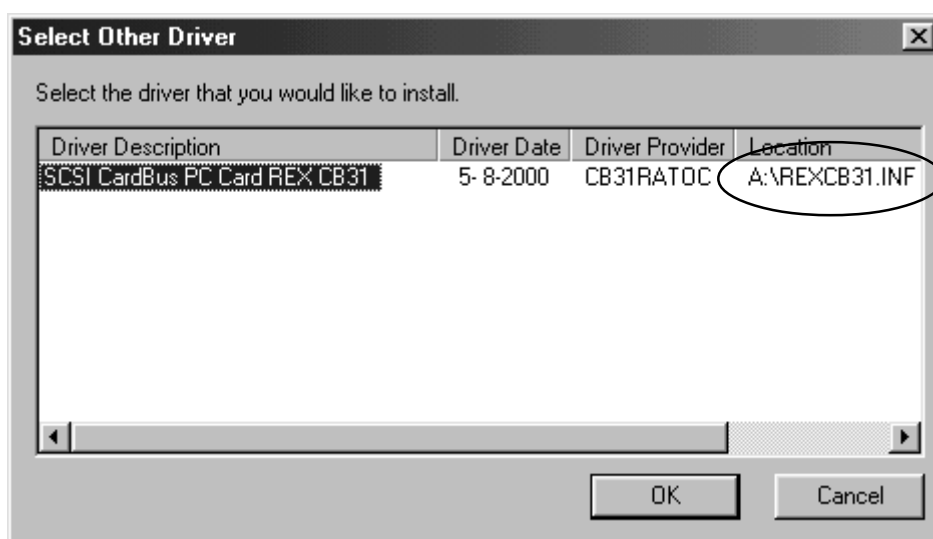 Select Other Driver
Select the driver that you would like to install.
Driver Description Driver Date Driver Provider Location
SCSI CardBus PC Card REX CB31 5- 8-2000 CB31RATOC A:\REXCB31.INF
OK Cancel